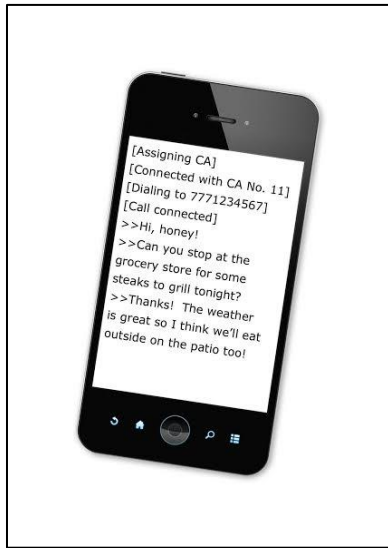 [Assigning CA]
[Connected with CA No. 11]
[Dialing to 7771234567]
[Call connected]
>>Hi, honey!
>>Can you stop at the
grocery store for some
steaks to grill tonight?
>>Thanks!  The weather
is great so I think we’ll eat
outside on the patio too!